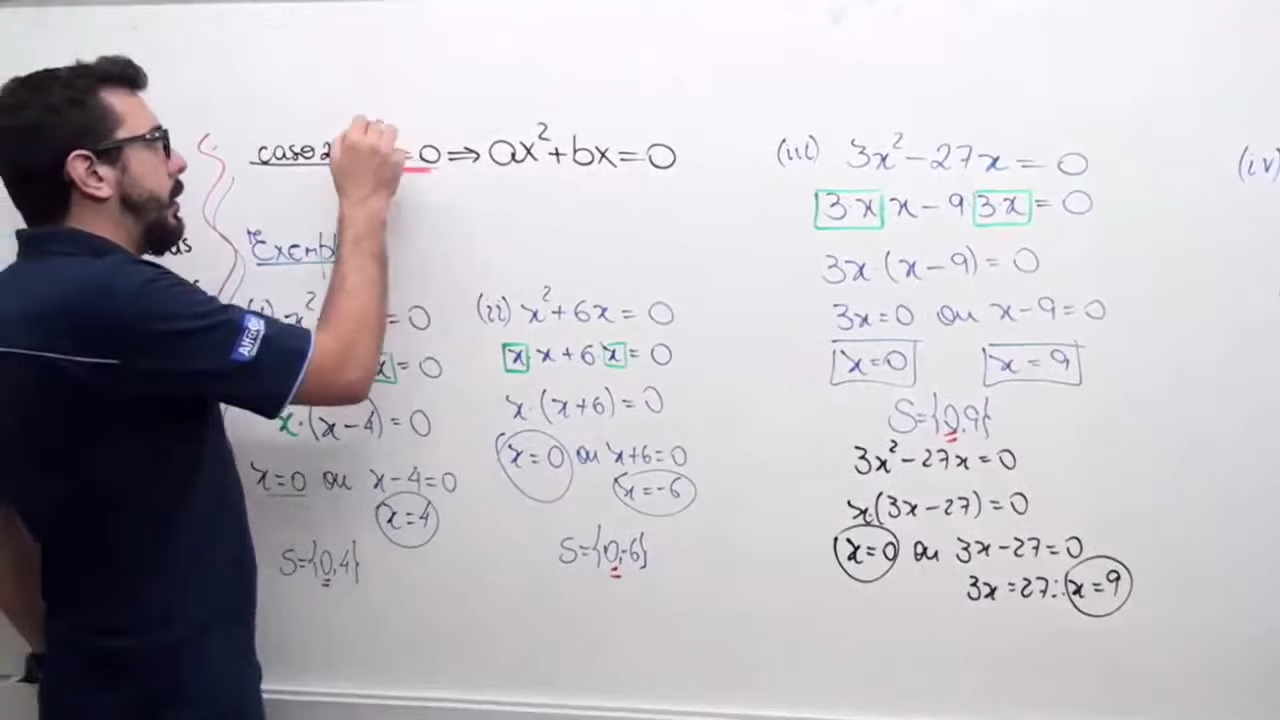 caso 2
=0 ⇒ ax²+bx=0
Exempl
(i) x²
=0
x =0
x·(x-4)=0
x=0 ou x-4=0
x=4
S={0,4}
(ii) x²+6x=0
x·x+6·x=0
x·(x+6)=0
x=0 ou x+6=0
x=-6
S={0,-6}
(iii) 3x²-27x=0
3x·x-9·3x=0
3x(x-9)=0
3x=0 ou x-9=0
x=0 x=9
S={0,9}
3x²-27x=0
x·(3x-27)=0
x=0 ou 3x-27=0
3x=27∴x=9
(iv)